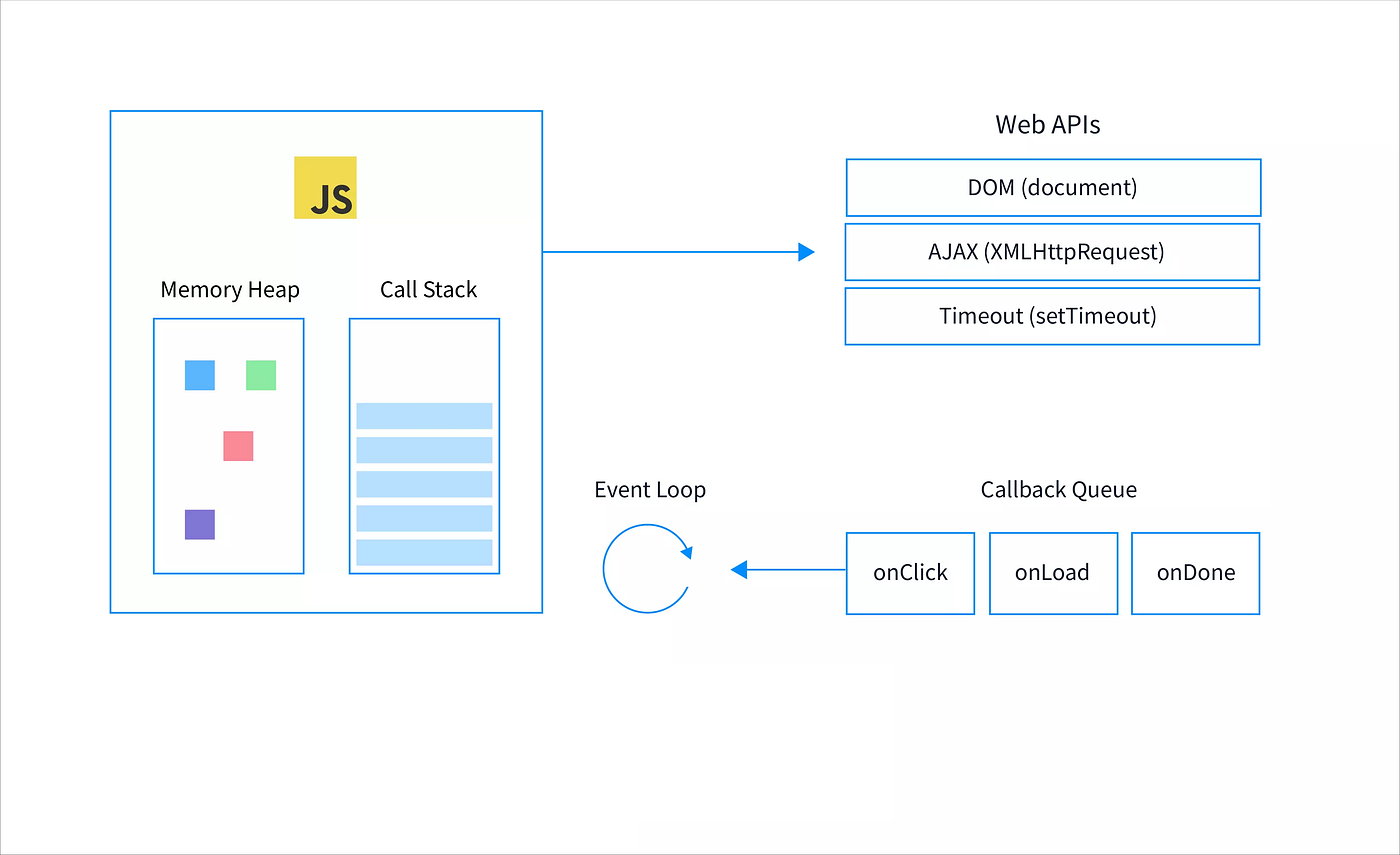 JS
Memory Heap
Call Stack
Web APIs
DOM (document)
AJAX (XMLHttpRequest)
Timeout (setTimeout)
Event Loop
Callback Queue
onClick
onLoad
onDone